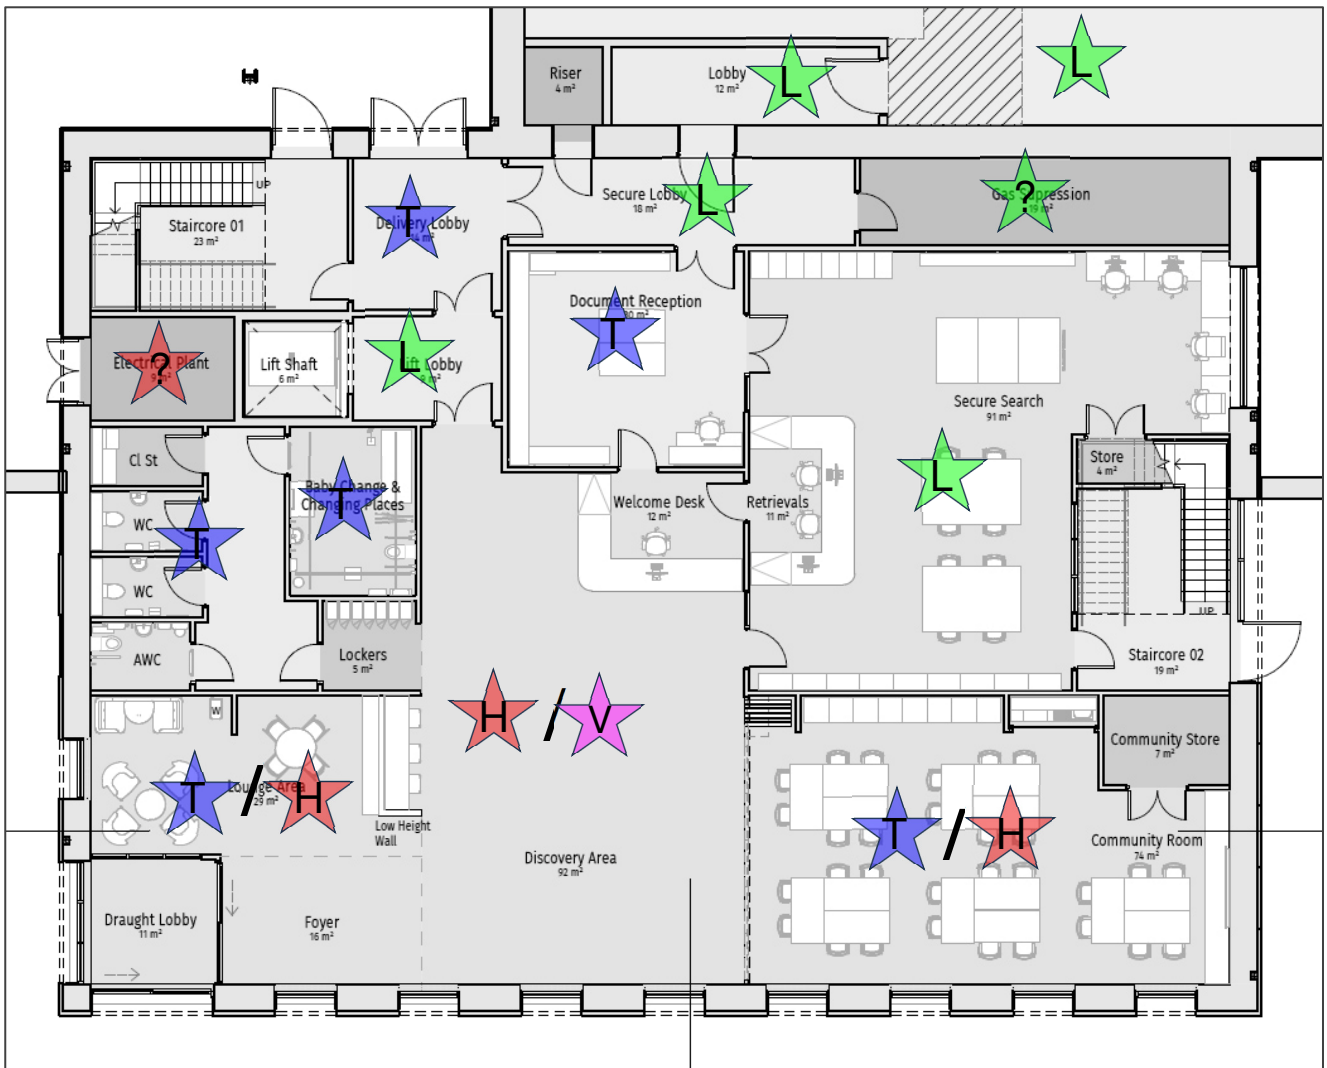 Riser
4 m²
Lobby
12 m²
L
L
UP
Staircore 01
23 m²
T
Delivery Lobby
Secure Lobby
18 m²
L
?
Gas Supression
19 m²
Document Reception
T
Electrical Plant
?
Lift Shaft
6 m²
Lift Lobby
L
Secure Search
91 m²
L
Cl St
Baby Change &
Changing Places
T
WC
T
WC
AWC
Lockers
5 m²
Welcome Desk
12 m²
Retrievals
11 m²
Store
4 m²
UP
Staircore 02
19 m²
H / V
W
Lounge Area
29 m²
T / H
Low Height
Wall
Discovery Area
92 m²
Community Store
7 m²
T / H
Community Room
74 m²
Draught Lobby
11 m²
Foyer
16 m²